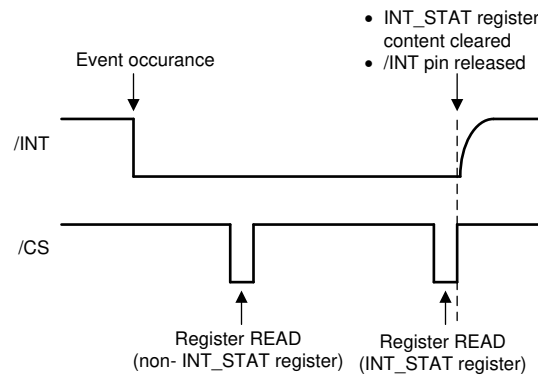 • INT_STAT register
content cleared
• /INT pin released
Event occurance
/INT
/CS
Register READ
(non- INT_STAT register)
Register READ
(INT_STAT register)